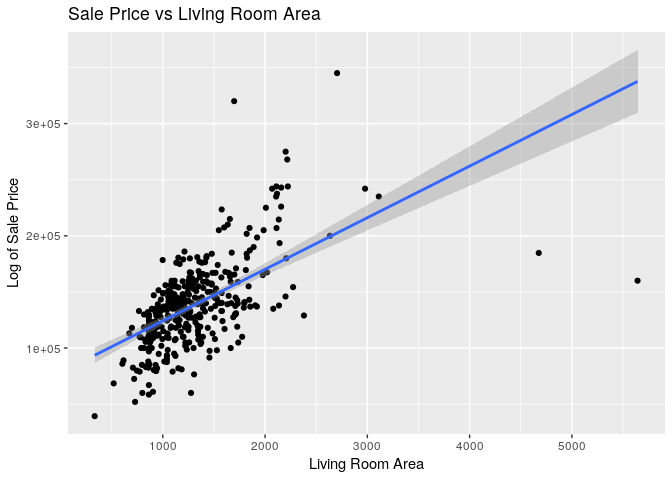 Sale Price vs Living Room Area
Log of Sale Price
3e+05
2e+05
1e+05
1000 2000 3000 4000 5000
Living Room Area